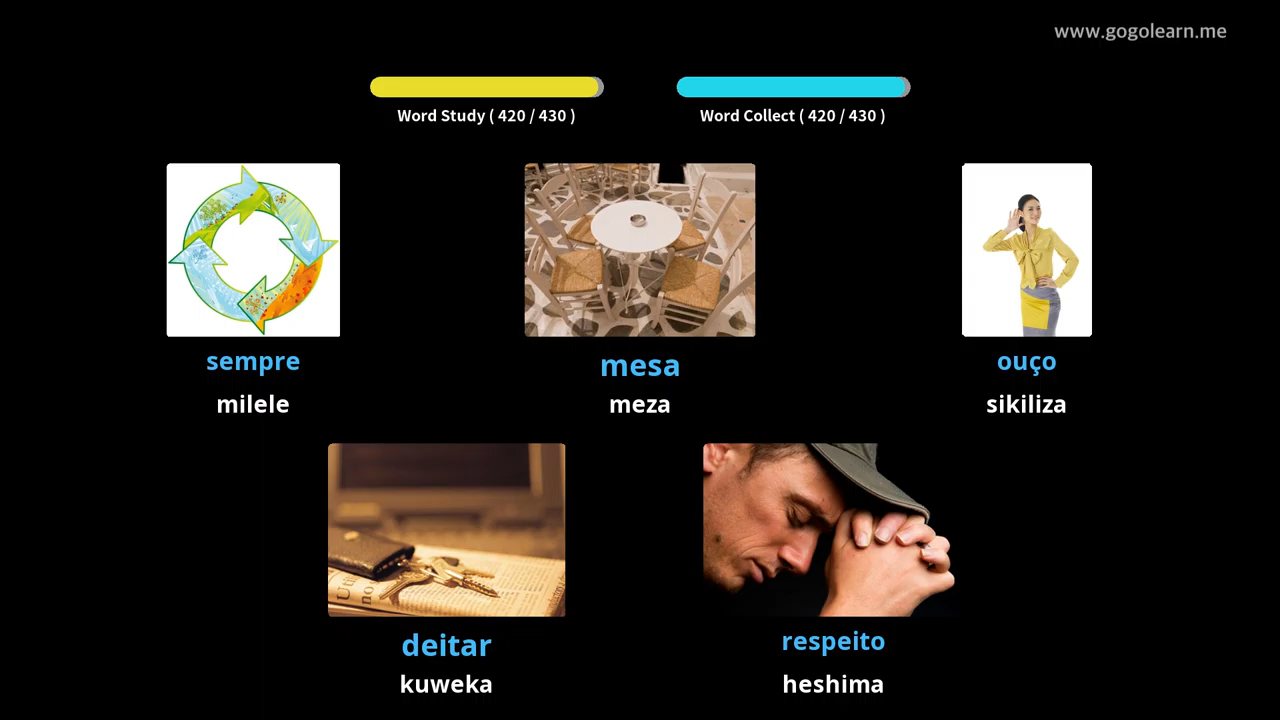 www.gogolearn.me
Word Study ( 420 / 430 )
Word Collect ( 420 / 430 )
sempre
milele
mesa
meza
ouço
sikiliza
deitar
kuweka
respeito
heshima